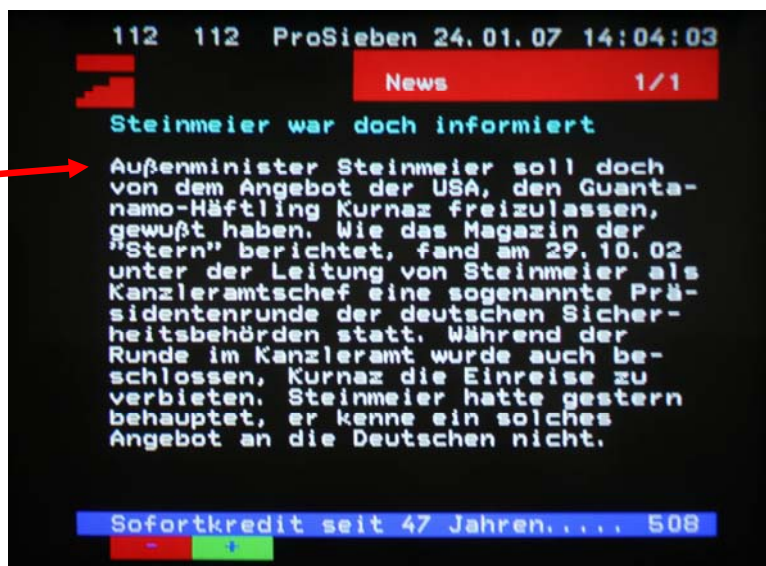 112 112 ProSieben 24.01.07 14:04:03
News 1/1
Steinmeier war doch informiert
Außenminister Steinmeier soll doch
von dem Angebot der USA, den Guanta-
namo-Häftling Kurnaz freizulassen,
gewußt haben. Wie das Magazin der
"Stern" berichtet, fand am 29.10.02
unter der Leitung von Steinmeier als
Kanzleramtschef eine sogenannte Prä-
sidentenrunde der deutschen Sicher-
heitsbehörden statt. Während der
Runde im Kanzleramt wurde auch be-
schlossen, Kurnaz die Einreise zu
verbieten. Steinmeier hatte gestern
behauptet, er kenne ein solches
Angebot an die Deutschen nicht.
Sofortkredit seit 47 Jahren..... 508
- +